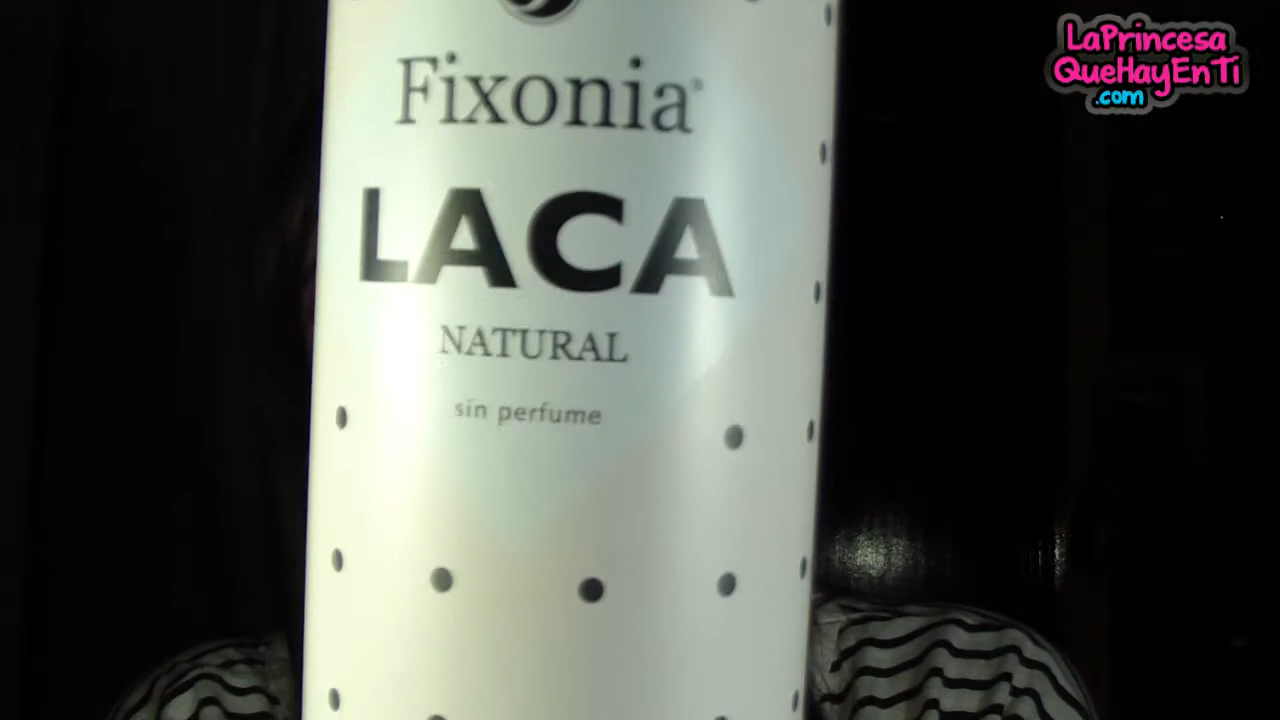 Fixonia®
LACA
NATURAL
sin perfume
LaPrincesa
QueHayEnTi
.com